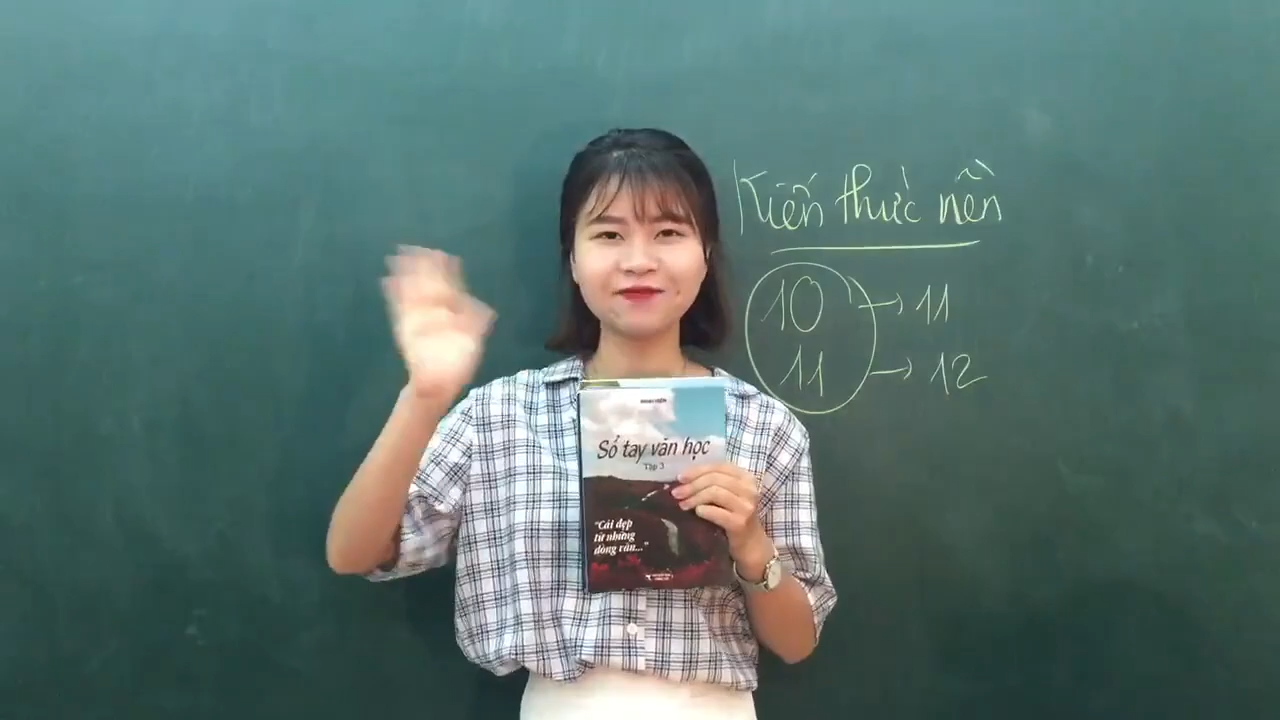 Kiến thức nền
10 → 11
11 → 12
Sổ tay văn học
Tập 3
"Cái đẹp
từ những
dòng văn..."